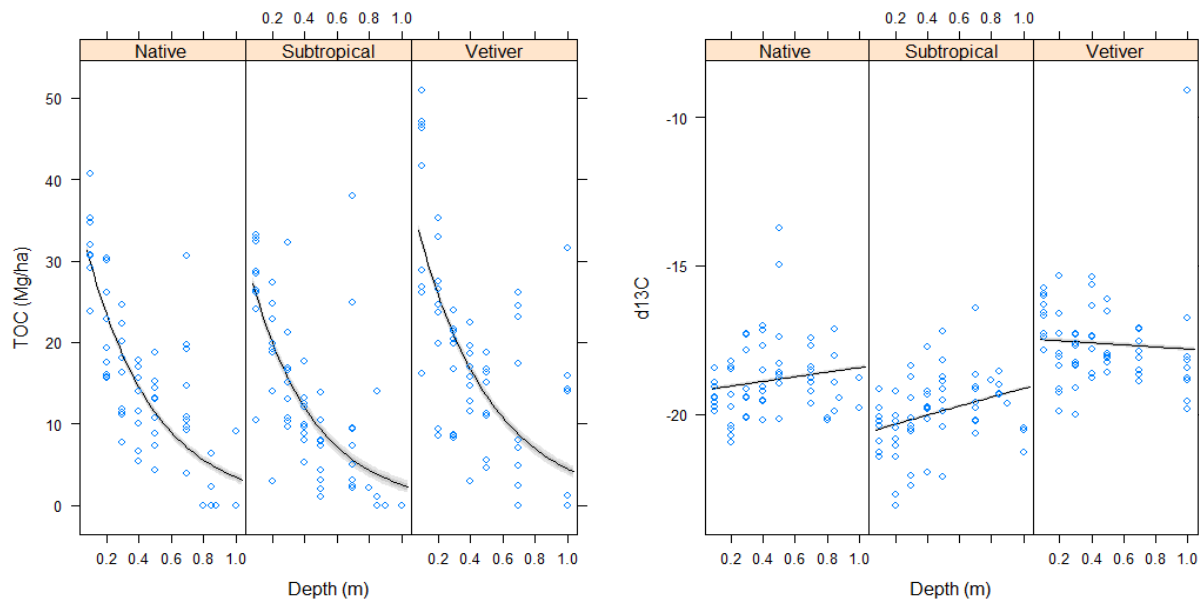 0.2 0.4 0.6 0.8 1.0
Native Subtropical Vetiver
50
40
30
20
10
0
TOC (Mg/ha)
0.2 0.4 0.6 0.8 1.0 0.2 0.4 0.6 0.8 1.0
Depth (m)
0.2 0.4 0.6 0.8 1.0
Native Subtropical Vetiver
-10
-15
-20
d13C
0.2 0.4 0.6 0.8 1.0 0.2 0.4 0.6 0.8 1.0
Depth (m)